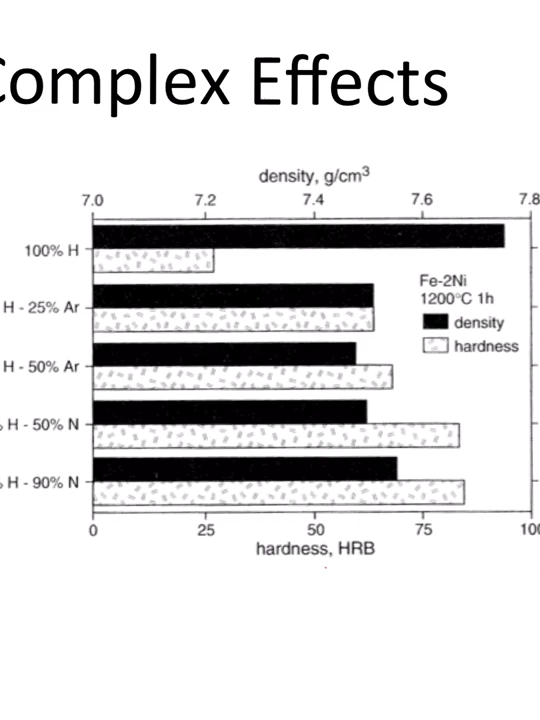 Complex Effects
density, g/cm³
7.0 7.2 7.4 7.6 7.8
100% H
H - 25% Ar
H - 50% Ar
H - 50% N
H - 90% N
Fe-2Ni
1200°C 1h
density
hardness
0 25 50 75 100
hardness, HRB